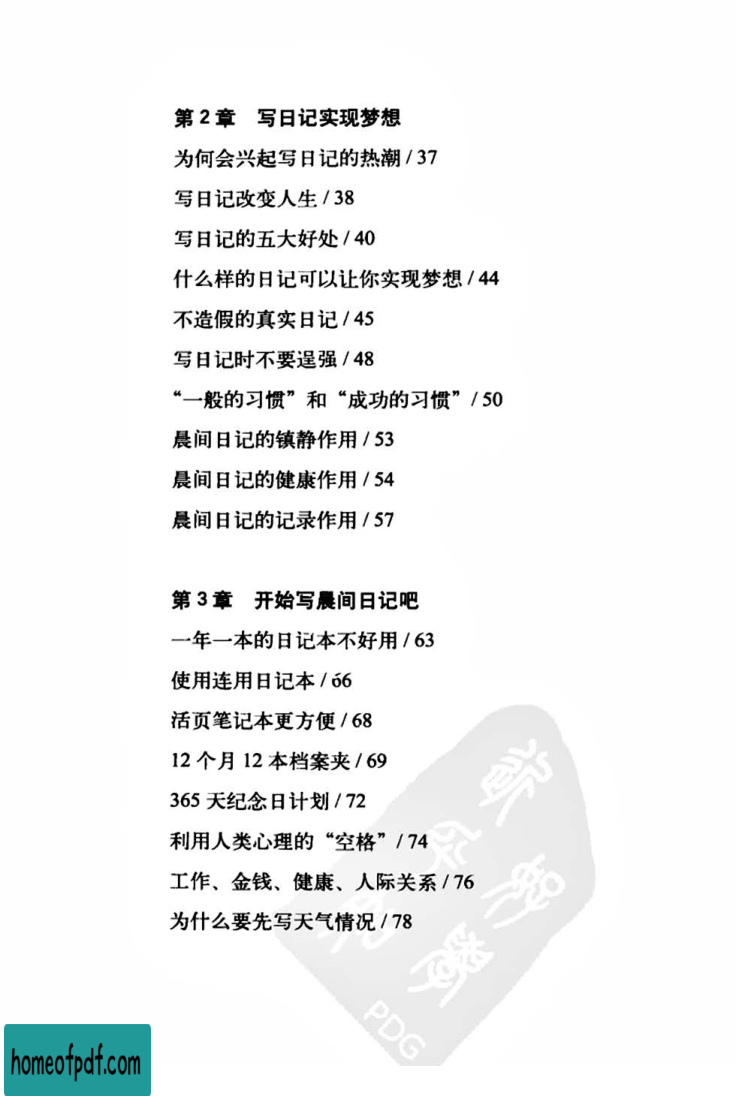 第2章 写日记实现梦想
为何会兴起写日记的热潮 / 37
写日记改变人生 / 38
写日记的五大好处 / 40
什么样的日记可以让你实现梦想 / 44
不造假的真实日记 / 45
写日记时不要逞强 / 48
“一般的习惯”和“成功的习惯” / 50
晨间日记的镇静作用 / 53
晨间日记的健康作用 / 54
晨间日记的记录作用 / 57
第3章 开始写晨间日记吧
一年一本的日记本不好用 / 63
使用连用日记本 / 66
活页笔记本更方便 / 68
12个月12本档案夹 / 69
365天纪念日计划 / 72
利用人类心理的“空格” / 74
工作、金钱、健康、人际关系 / 76
为什么要先写天气情况 / 78
PDG
homeofpdf.com